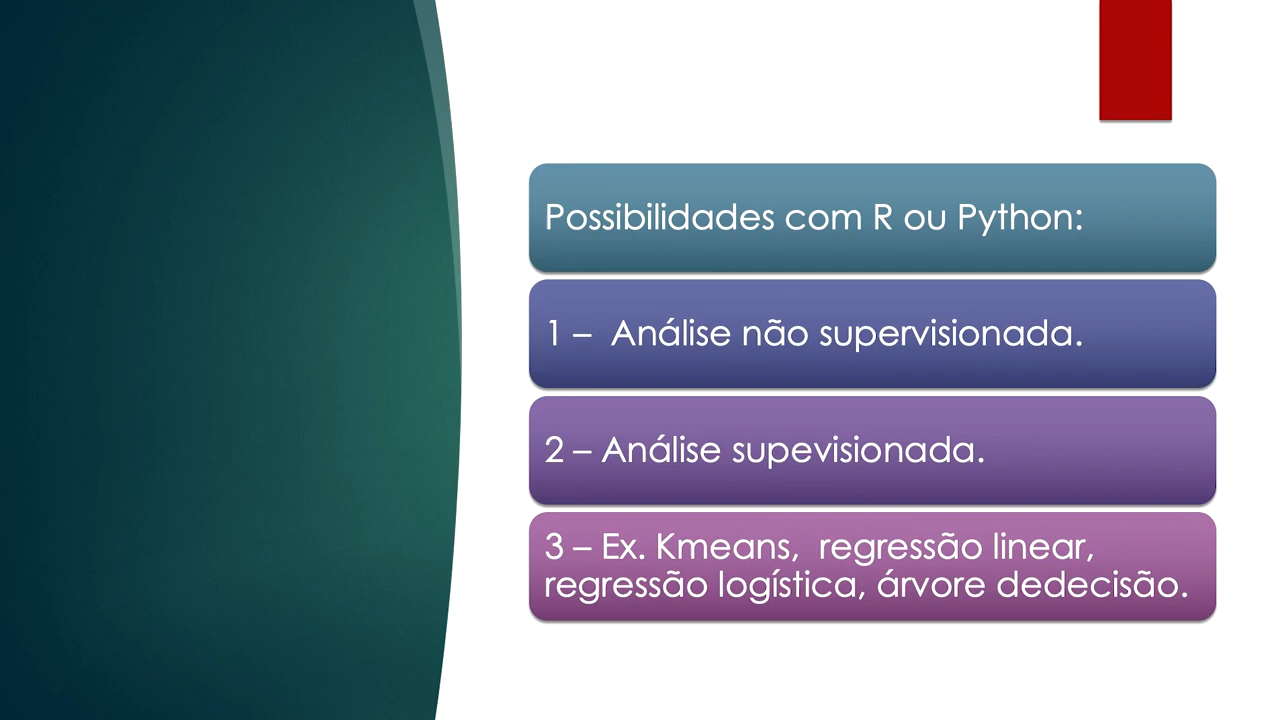 Possibilidades com R ou Python:
1 –  Análise não supervisionada.
2 – Análise supevisionada.
3 – Ex. Kmeans,  regressão linear,
regressão logística, árvore dedecisão.